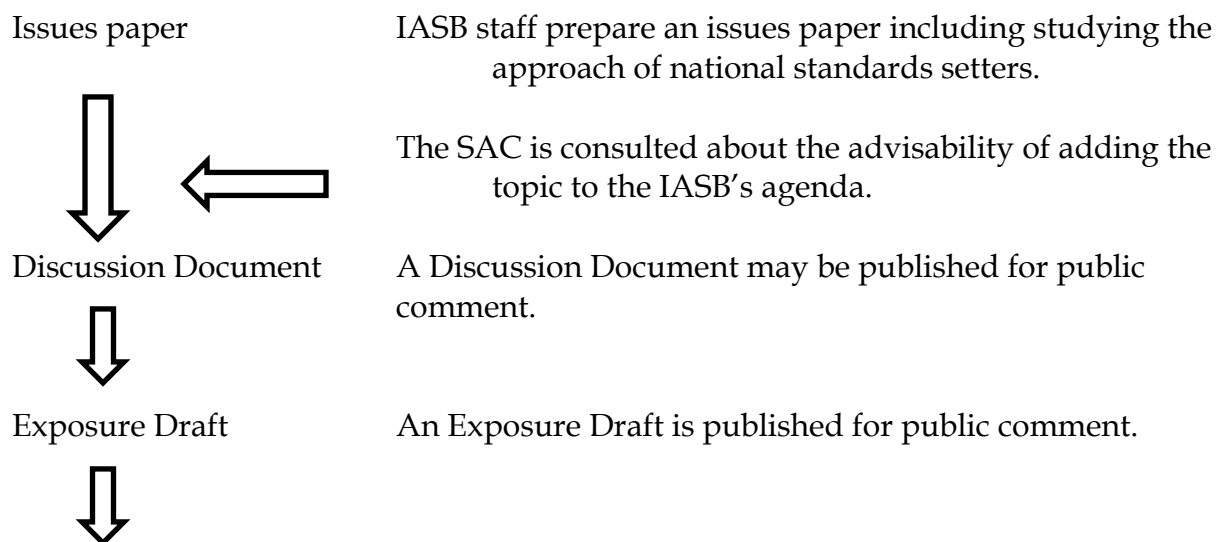 Issues paper
IASB staff prepare an issues paper including studying the
approach of national standards setters.
The SAC is consulted about the advisability of adding the
topic to the IASB’s agenda.
Discussion Document
A Discussion Document may be published for public
comment.
Exposure Draft
An Exposure Draft is published for public comment.